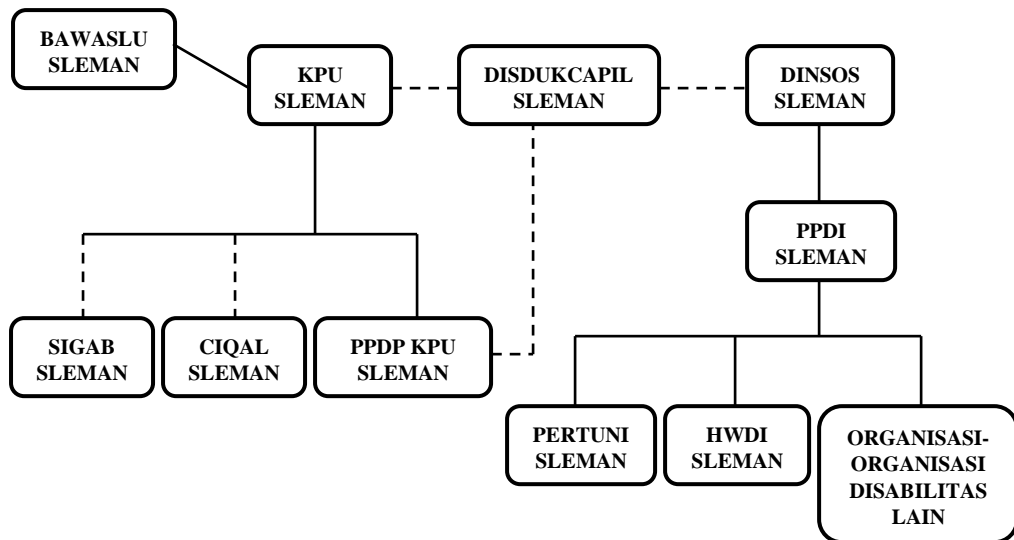 BAWASLU
SLEMAN
KPU
SLEMAN
DISDUKCAPIL
SLEMAN
DINSOS
SLEMAN
PPDI
SLEMAN
SIGAB
SLEMAN
CIQAL
SLEMAN
PPDP KPU
SLEMAN
PERTUNI
SLEMAN
HWDI
SLEMAN
ORGANISASI-
ORGANISASI
DISABILITAS
LAIN